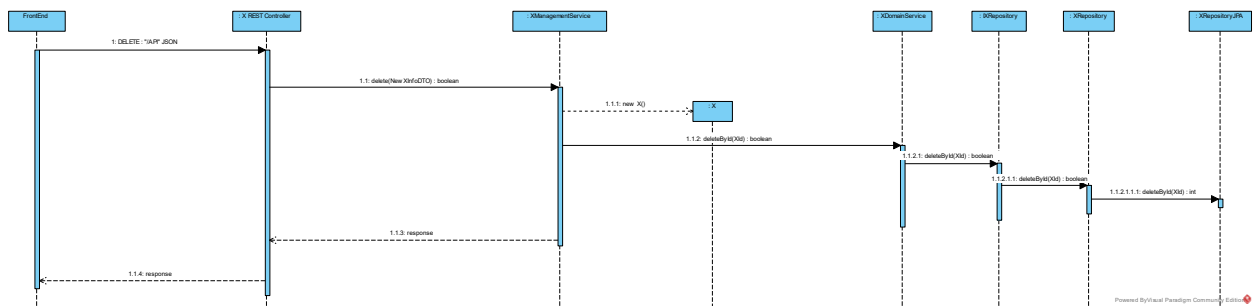 FrontEnd
: X REST Controller
: XManagementService
: XDomainService
: IXRepository
: XRepository
: XRepositoryJPA
1: DELETE : "/API" JSON
1.1: delete(New XInfoDTO) : boolean
1.1.1: new X()
: X
1.1.2: deleteById(XId) : boolean
1.1.2.1: deleteById(XId) : boolean
1.1.2.1.1: deleteById(XId) : boolean
1.1.2.1.1.1: deleteById(XId) : int
1.1.3: response
1.1.4: response
Powered By Visual Paradigm Community Edition